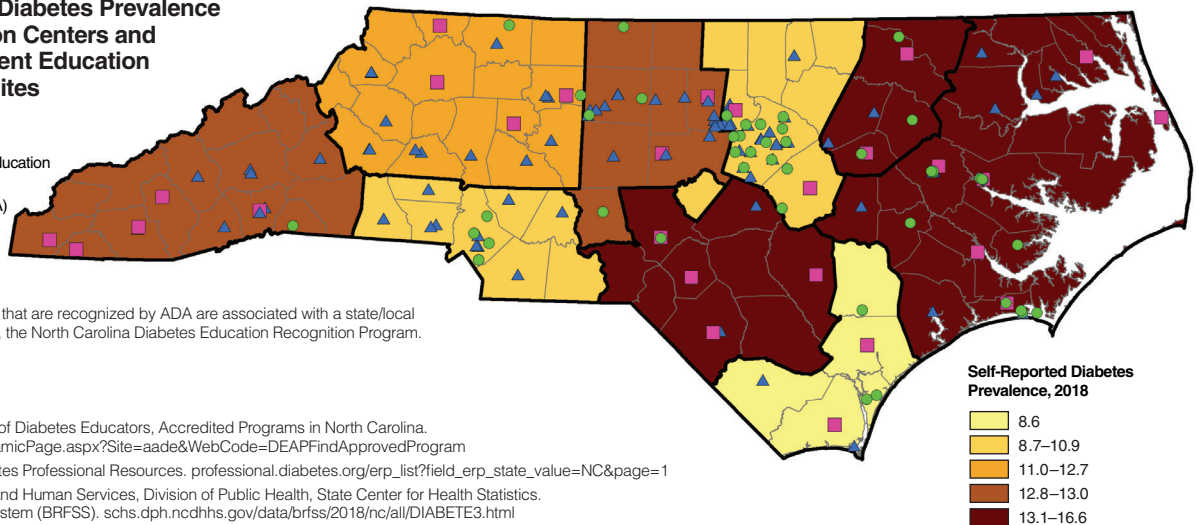 Diabetes Prevalence
on Centers and
ent Education
ites
ducation
A)
that are recognized by ADA are associated with a state/local
, the North Carolina Diabetes Education Recognition Program.
of Diabetes Educators, Accredited Programs in North Carolina.
amicPage.aspx?Site=aade&WebCode=DEAPFindApprovedProgram
tes Professional Resources. professional.diabetes.org/erp_list?field_erp_state_value=NC&page=1
and Human Services, Division of Public Health, State Center for Health Statistics.
stem (BRFSS). schs.dph.ncdhhs.gov/data/brfss/2018/nc/all/DIABETE3.html
Self-Reported Diabetes
Prevalence, 2018
8.6
8.7–10.9
11.0–12.7
12.8–13.0
13.1–16.6